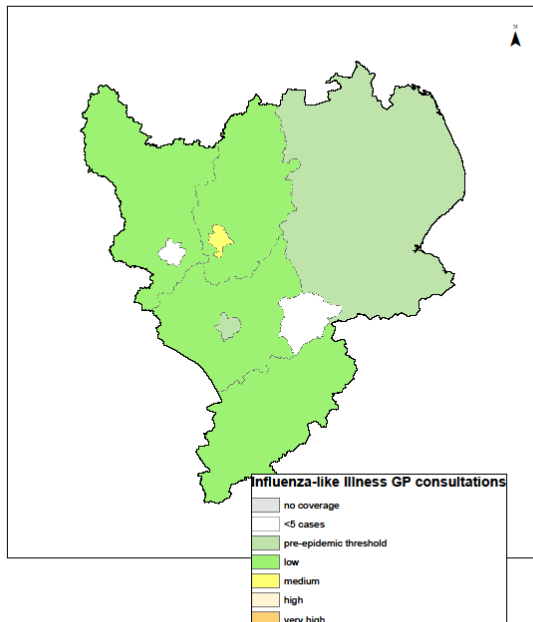 N
Influenza-like Illness GP consultations
no coverage
<5 cases
pre-epidemic threshold
low
medium
high
very high